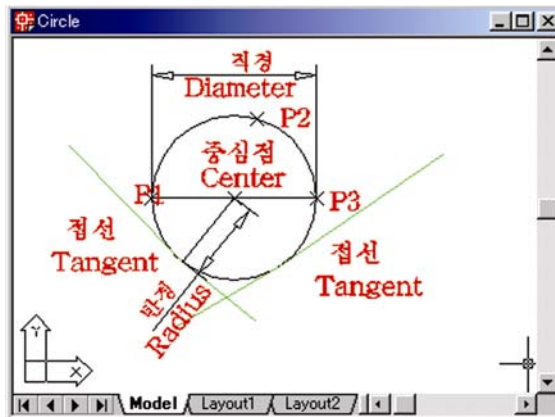 Circle
직경
Diameter
P2
중심점
Center
P1
P3
접선
Tangent
접선
Tangent
반경
Radius
Y
X
Model
Layout1
Layout2